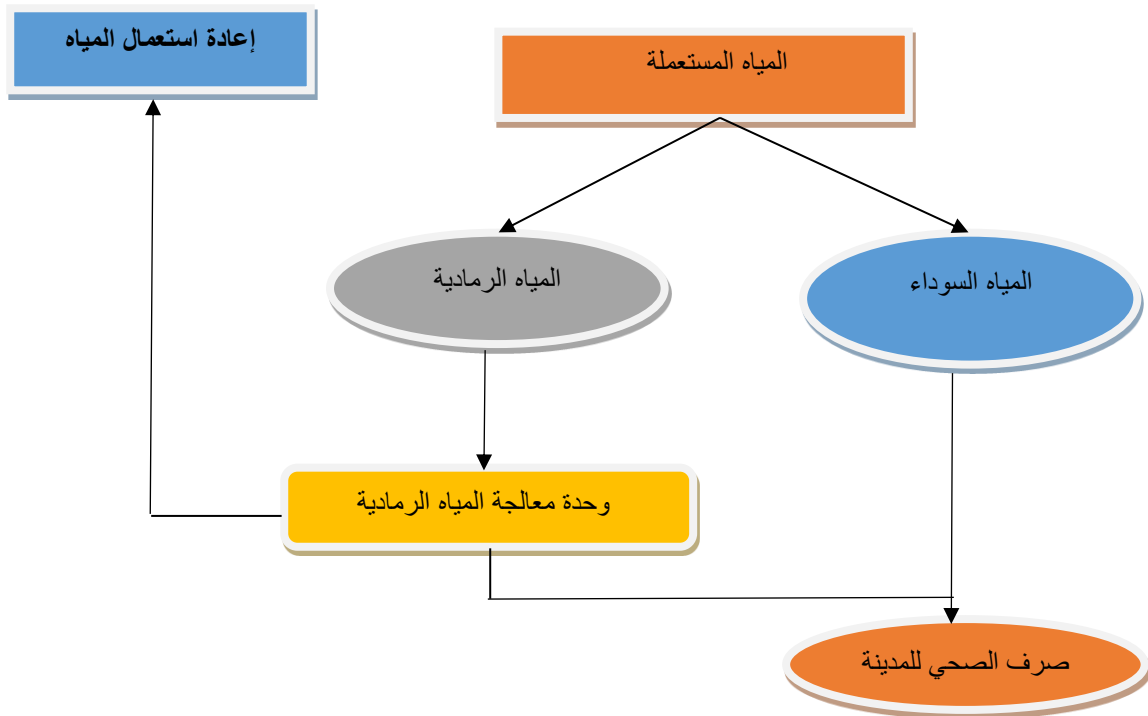 إعادة استعمال المياه
المياه المستعملة
المياه الرمادية
المياه السوداء
وحدة معالجة المياه الرمادية
صرف الصحي للمدينة